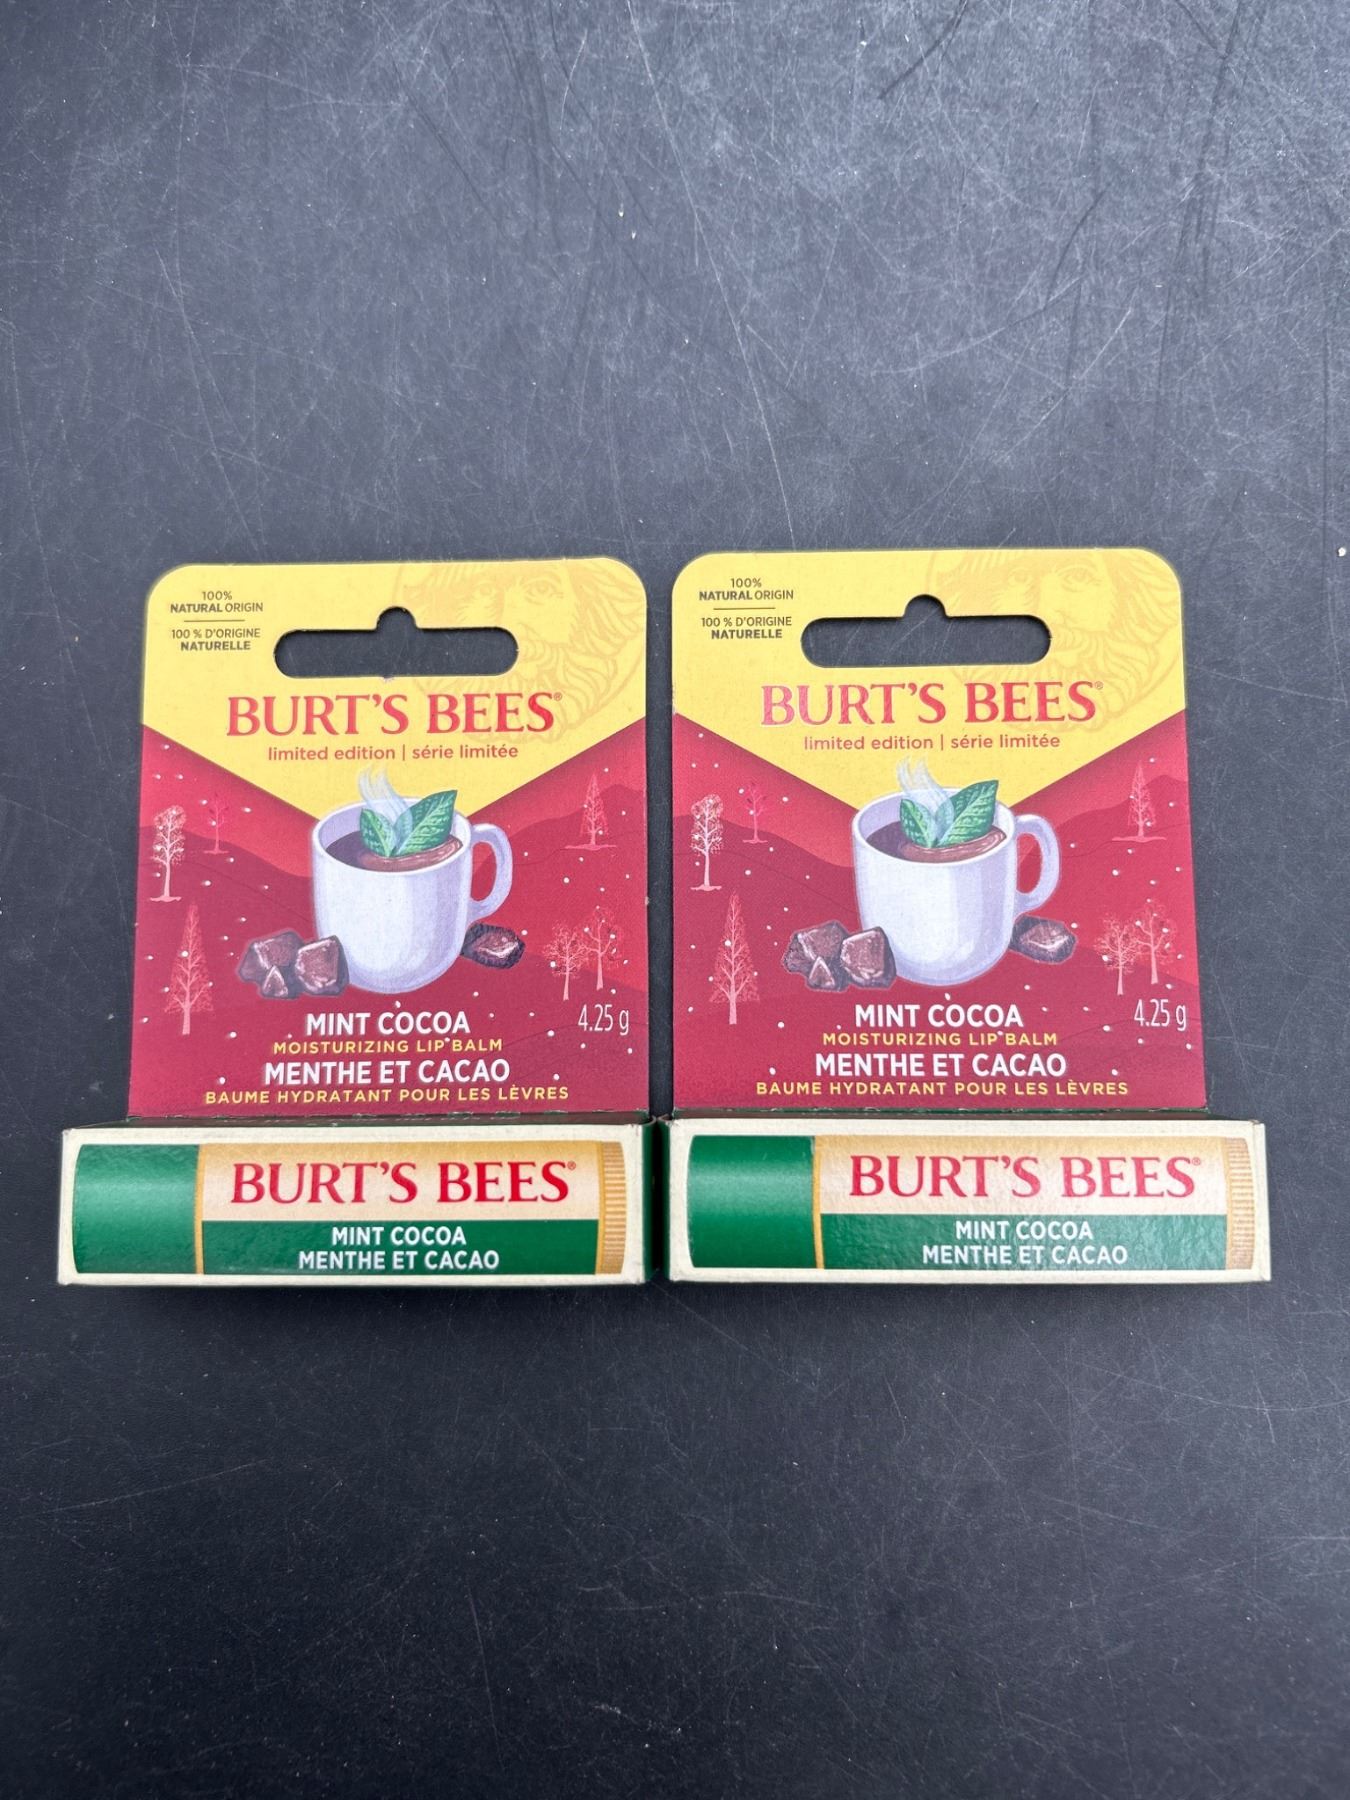 100%
NATURAL ORIGIN
100 % D'ORIGINE
NATURELLE
BURT'S BEES®
limited edition | série limitée
MINT COCOA
4.25 g
MOISTURIZING LIP BALM
MENTHE ET CACAO
BAUME HYDRATANT POUR LES LÈVRES
BURT'S BEES®
MINT COCOA
MENTHE ET CACAO
100%
NATURAL ORIGIN
100 % D'ORIGINE
NATURELLE
BURT'S BEES®
limited edition | série limitée
MINT COCOA
4.25 g
MOISTURIZING LIP BALM
MENTHE ET CACAO
BAUME HYDRATANT POUR LES LÈVRES
BURT'S BEES®
MINT COCOA
MENTHE ET CACAO